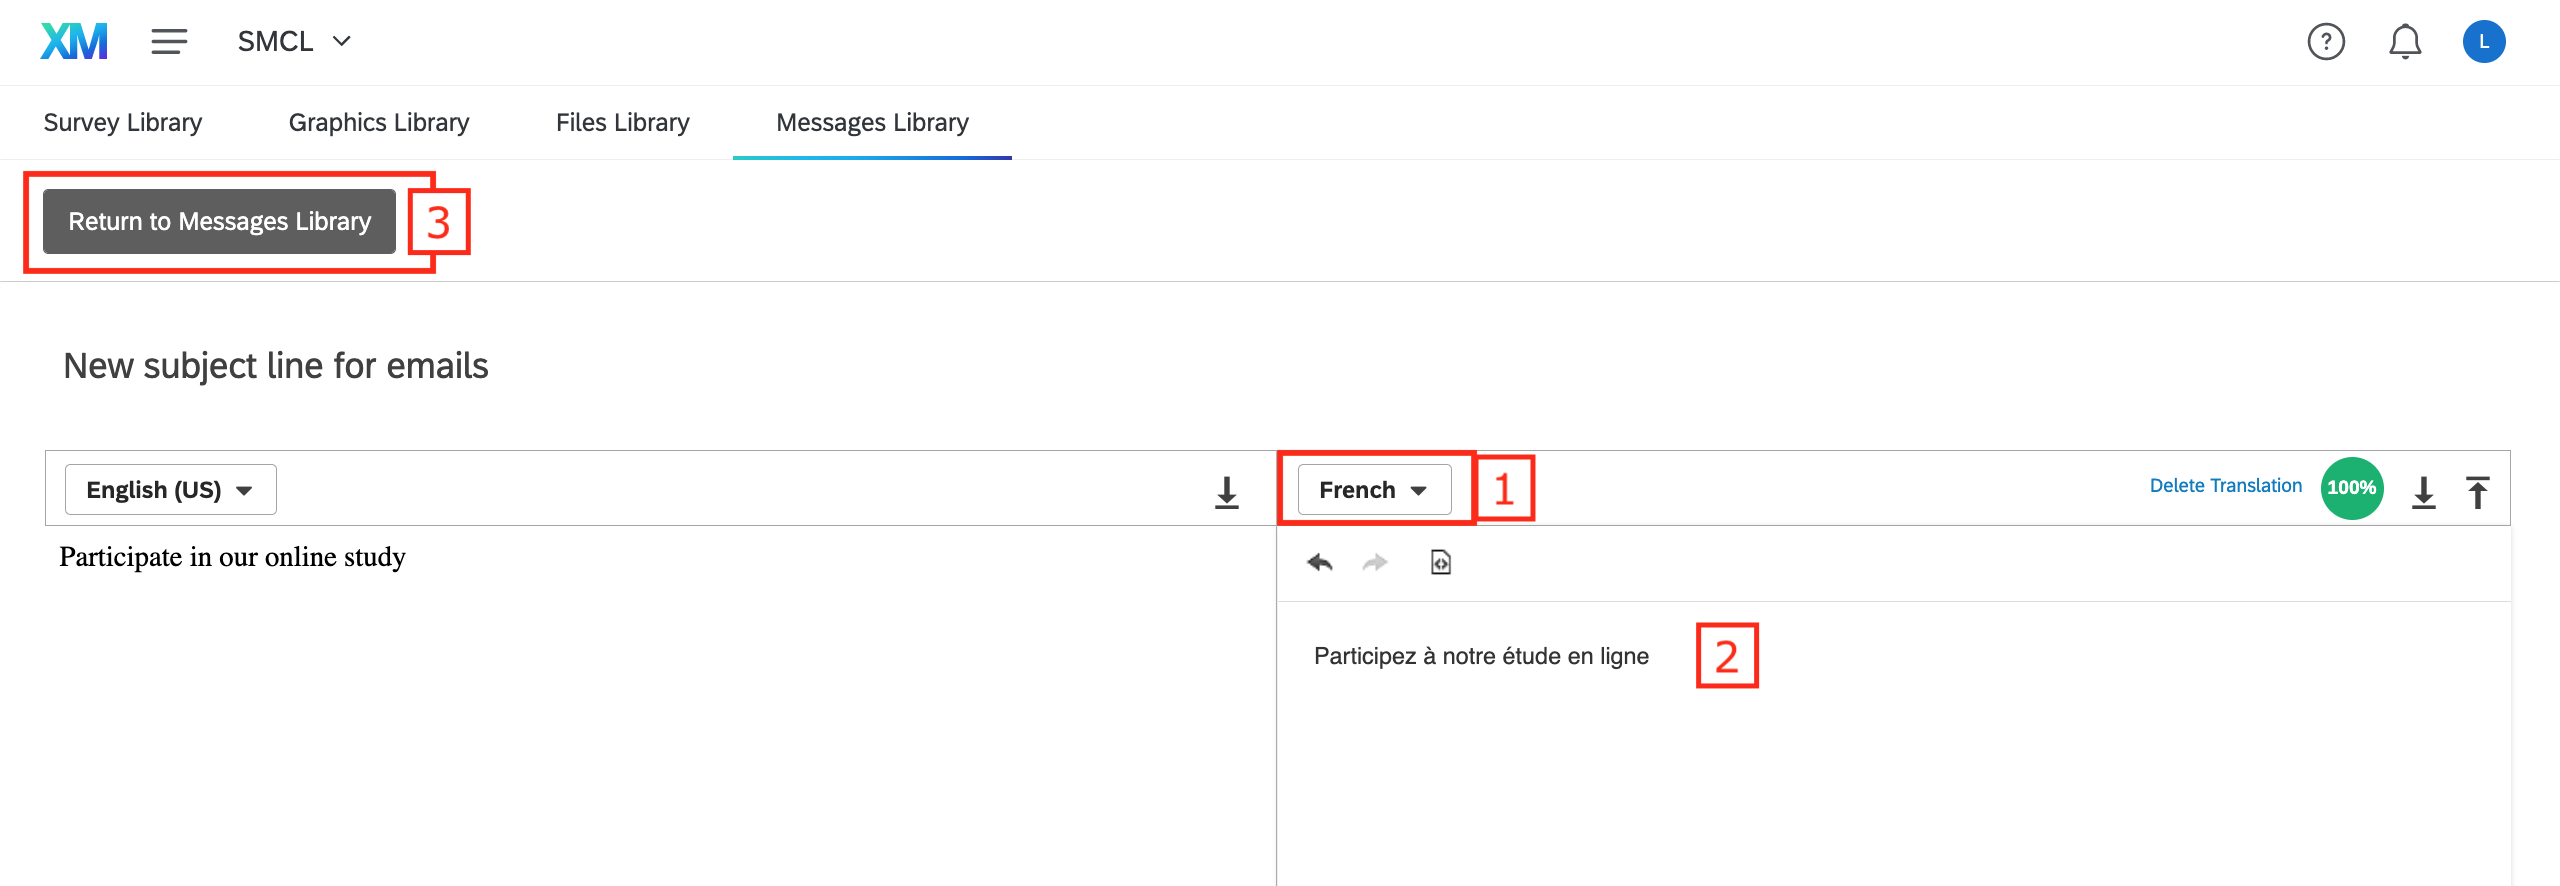 XM SMCL ? L
Survey Library Graphics Library Files Library Messages Library
Return to Messages Library 3
New subject line for emails
English (US) French 1 Delete Translation 100%
Participate in our online study
Participez à notre étude en ligne 2